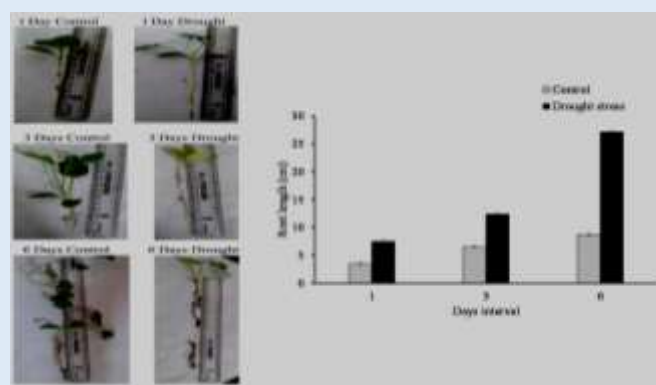 1 Day Control
1 Day Drought
3 Days Control
3 Days Drought
6 Days Control
6 Days Drought
Control
Drought stress
Root length (cm)
30
25
20
15
10
5
0
1
3
6
Days interval